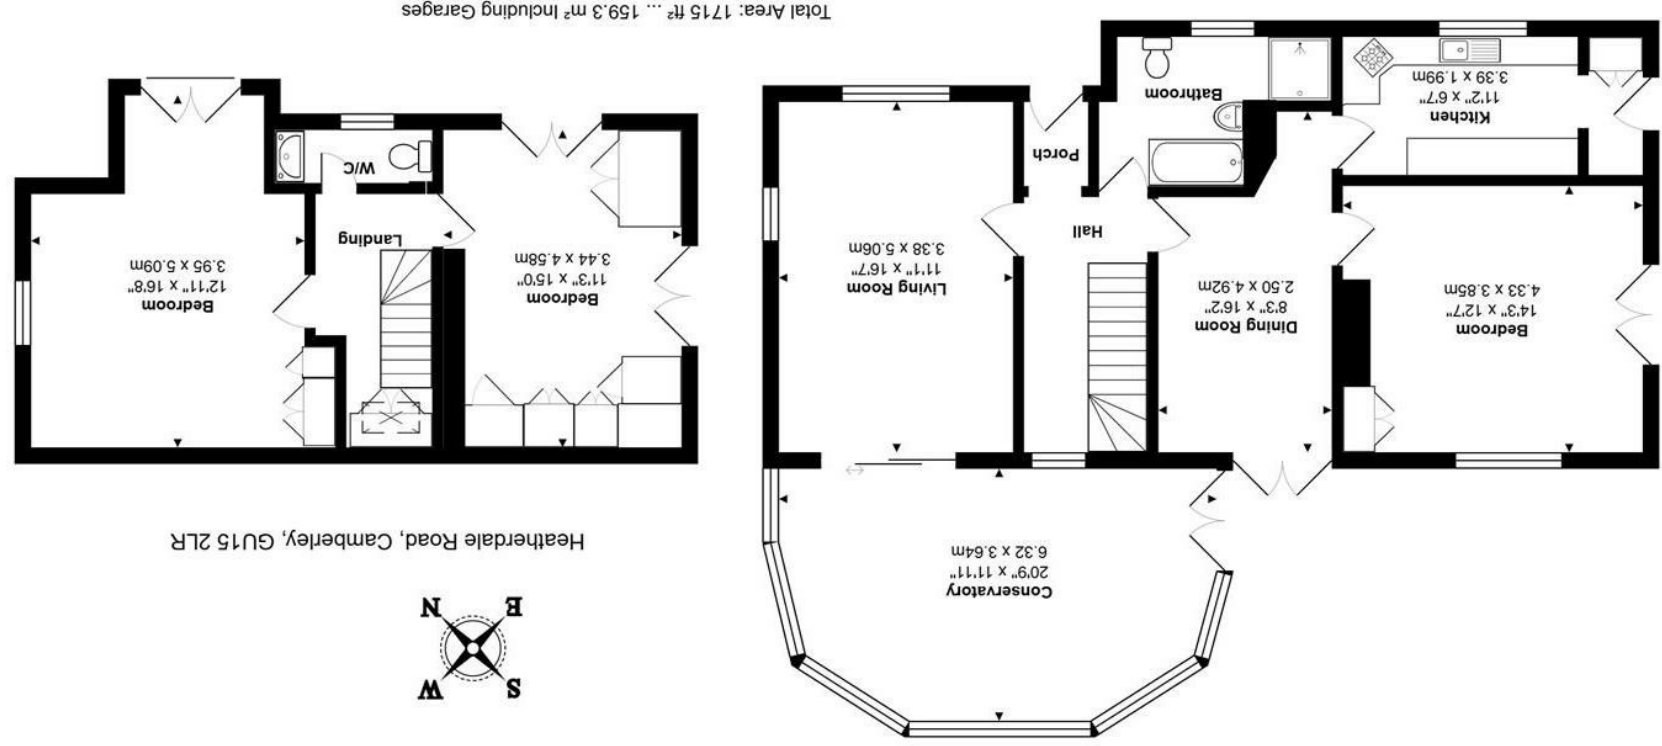 S W
E N
Heatherdale Road, Camberley, GU15 2LR
Conservatory
20'9" x 11'11"
6.32 x 3.64m
Bedroom
14'3" x 12'7"
4.33 x 3.85m
Dining Room
8'3" x 16'2"
2.50 x 4.92m
Living Room
11'1" x 16'7"
3.38 x 5.06m
Hall
Porch
Kitchen
11'2" x 6'7"
3.39 x 1.99m
Bathroom
Bedroom
11'3" x 15'0"
3.44 x 4.58m
Bedroom
12'11" x 16'8"
3.95 x 5.09m
Landing
W/C
Total Area: 1715 ft² ... 159.3 m² Including Garages